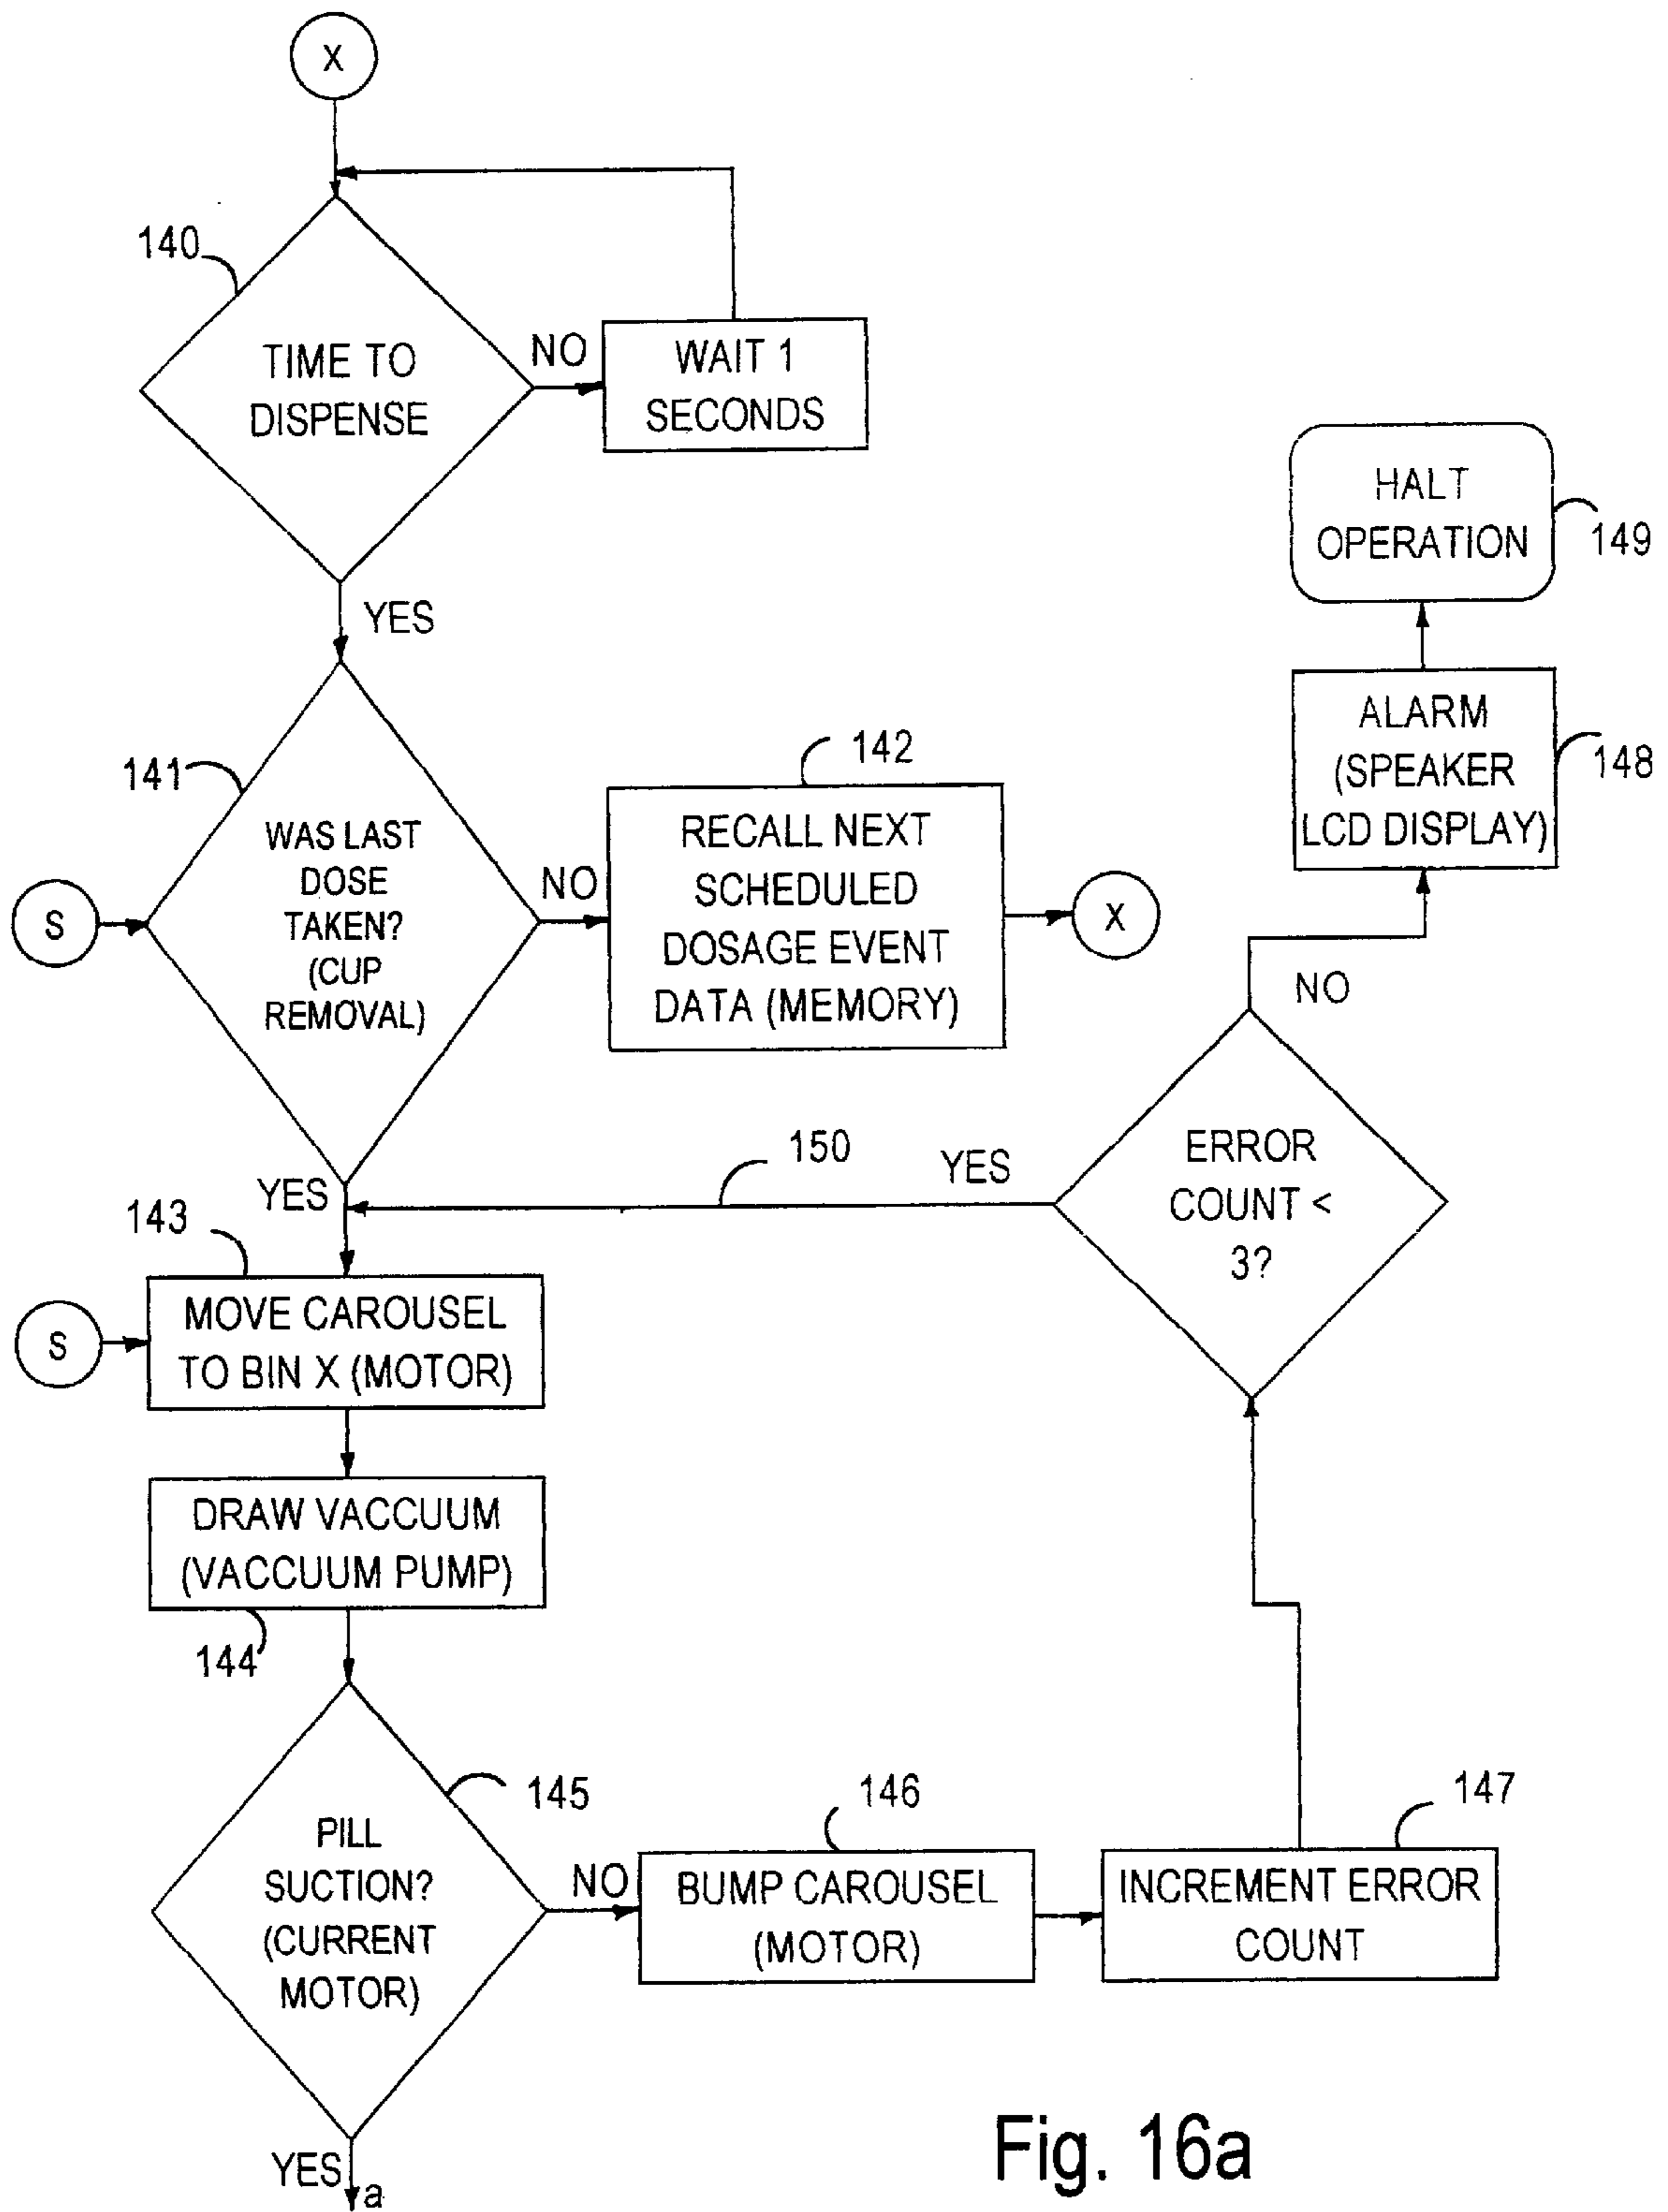 X
140
TIME TO
DISPENSE
NO
WAIT 1
SECONDS
YES
HALT
OPERATION
149
ALARM
(SPEAKER
LCD DISPLAY)
148
141
WAS LAST
DOSE
TAKEN?
(CUP
REMOVAL)
S
NO
142
RECALL NEXT
SCHEDULED
DOSAGE EVENT
DATA (MEMORY)
X
NO
ERROR
COUNT <
3?
YES
150
YES
143
S
MOVE CAROUSEL
TO BIN X (MOTOR)
DRAW VACCUUM
(VACCUUM PUMP)
144
145
PILL
SUCTION?
(CURRENT
MOTOR)
NO
146
BUMP CAROUSEL
(MOTOR)
147
INCREMENT ERROR
COUNT
YES
a
Fig. 16a